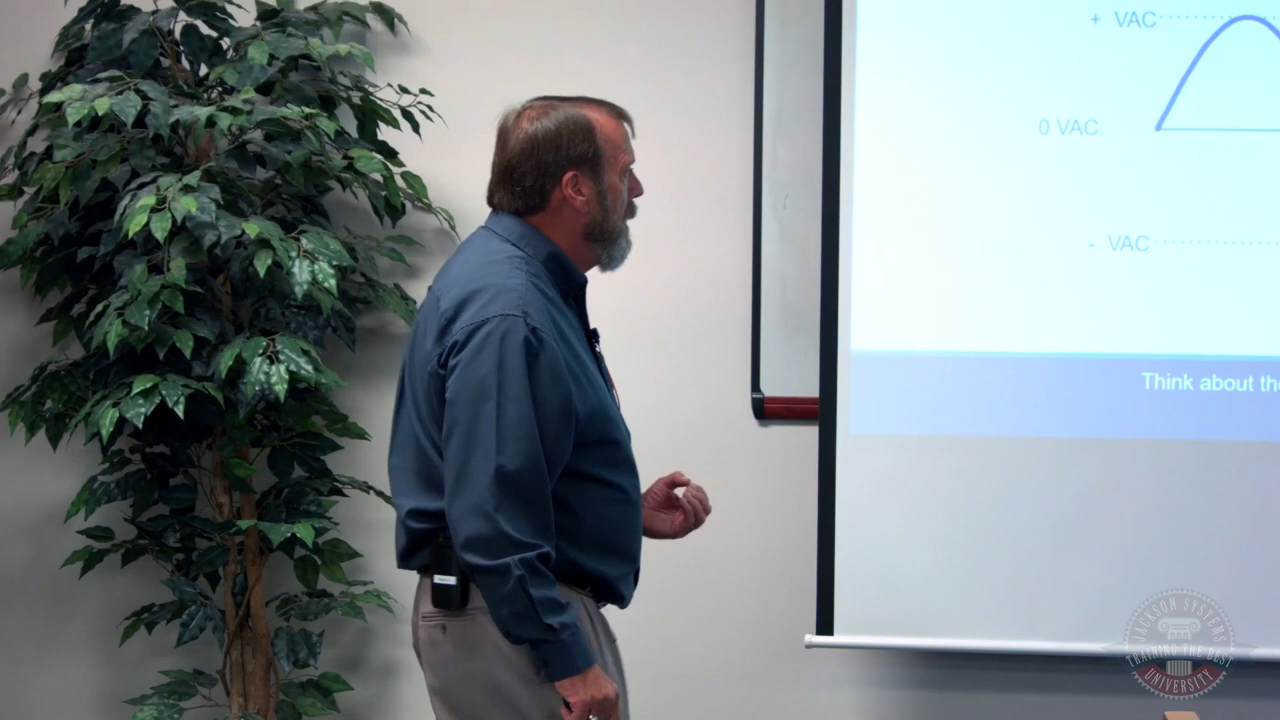 + VAC
0 VAC
- VAC
Think about the
JACKSON SYSTEMS
TRAINING THE BEST
UNIVERSITY